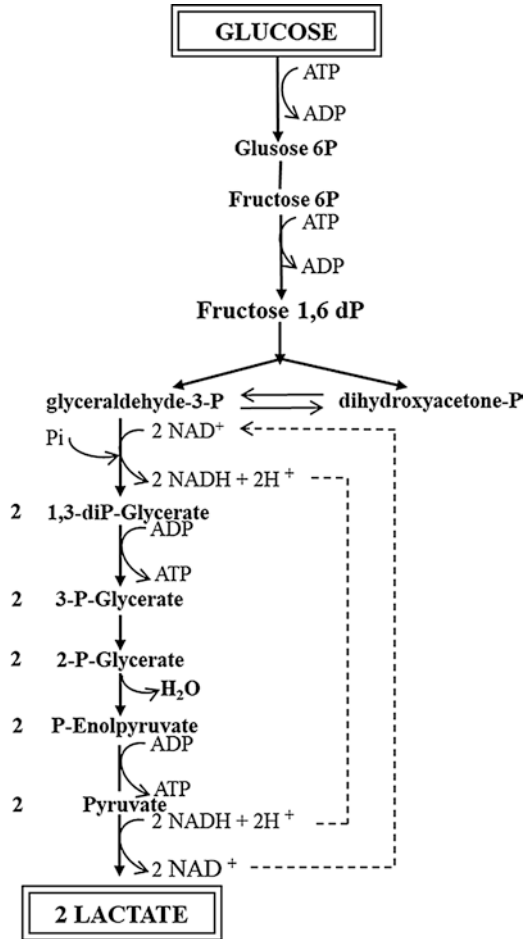 GLUCOSE
ATP
ADP
Glusose 6P
Fructose 6P
ATP
ADP
Fructose 1,6 dP
glyceraldehyde-3-P dihydroxyacetone-P
Pi 2 NAD⁺
2 NADH + 2H⁺
2 1,3-diP-Glycerate
ADP
ATP
2 3-P-Glycerate
2 2-P-Glycerate
H₂O
2 P-Enolpyruvate
ADP
ATP
2 Pyruvate
2 NADH + 2H⁺
2 NAD⁺
2 LACTATE